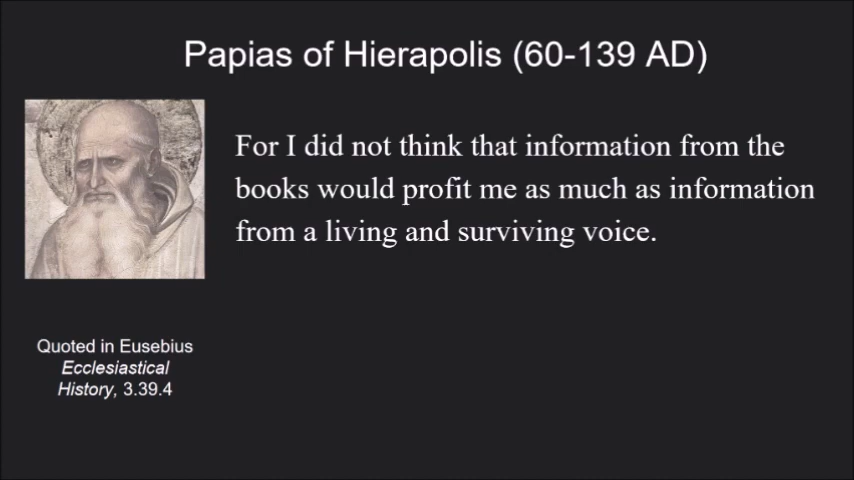 Papias of Hierapolis (60-139 AD)
For I did not think that information from the
books would profit me as much as information
from a living and surviving voice.
Quoted in Eusebius
Ecclesiastical
History, 3.39.4